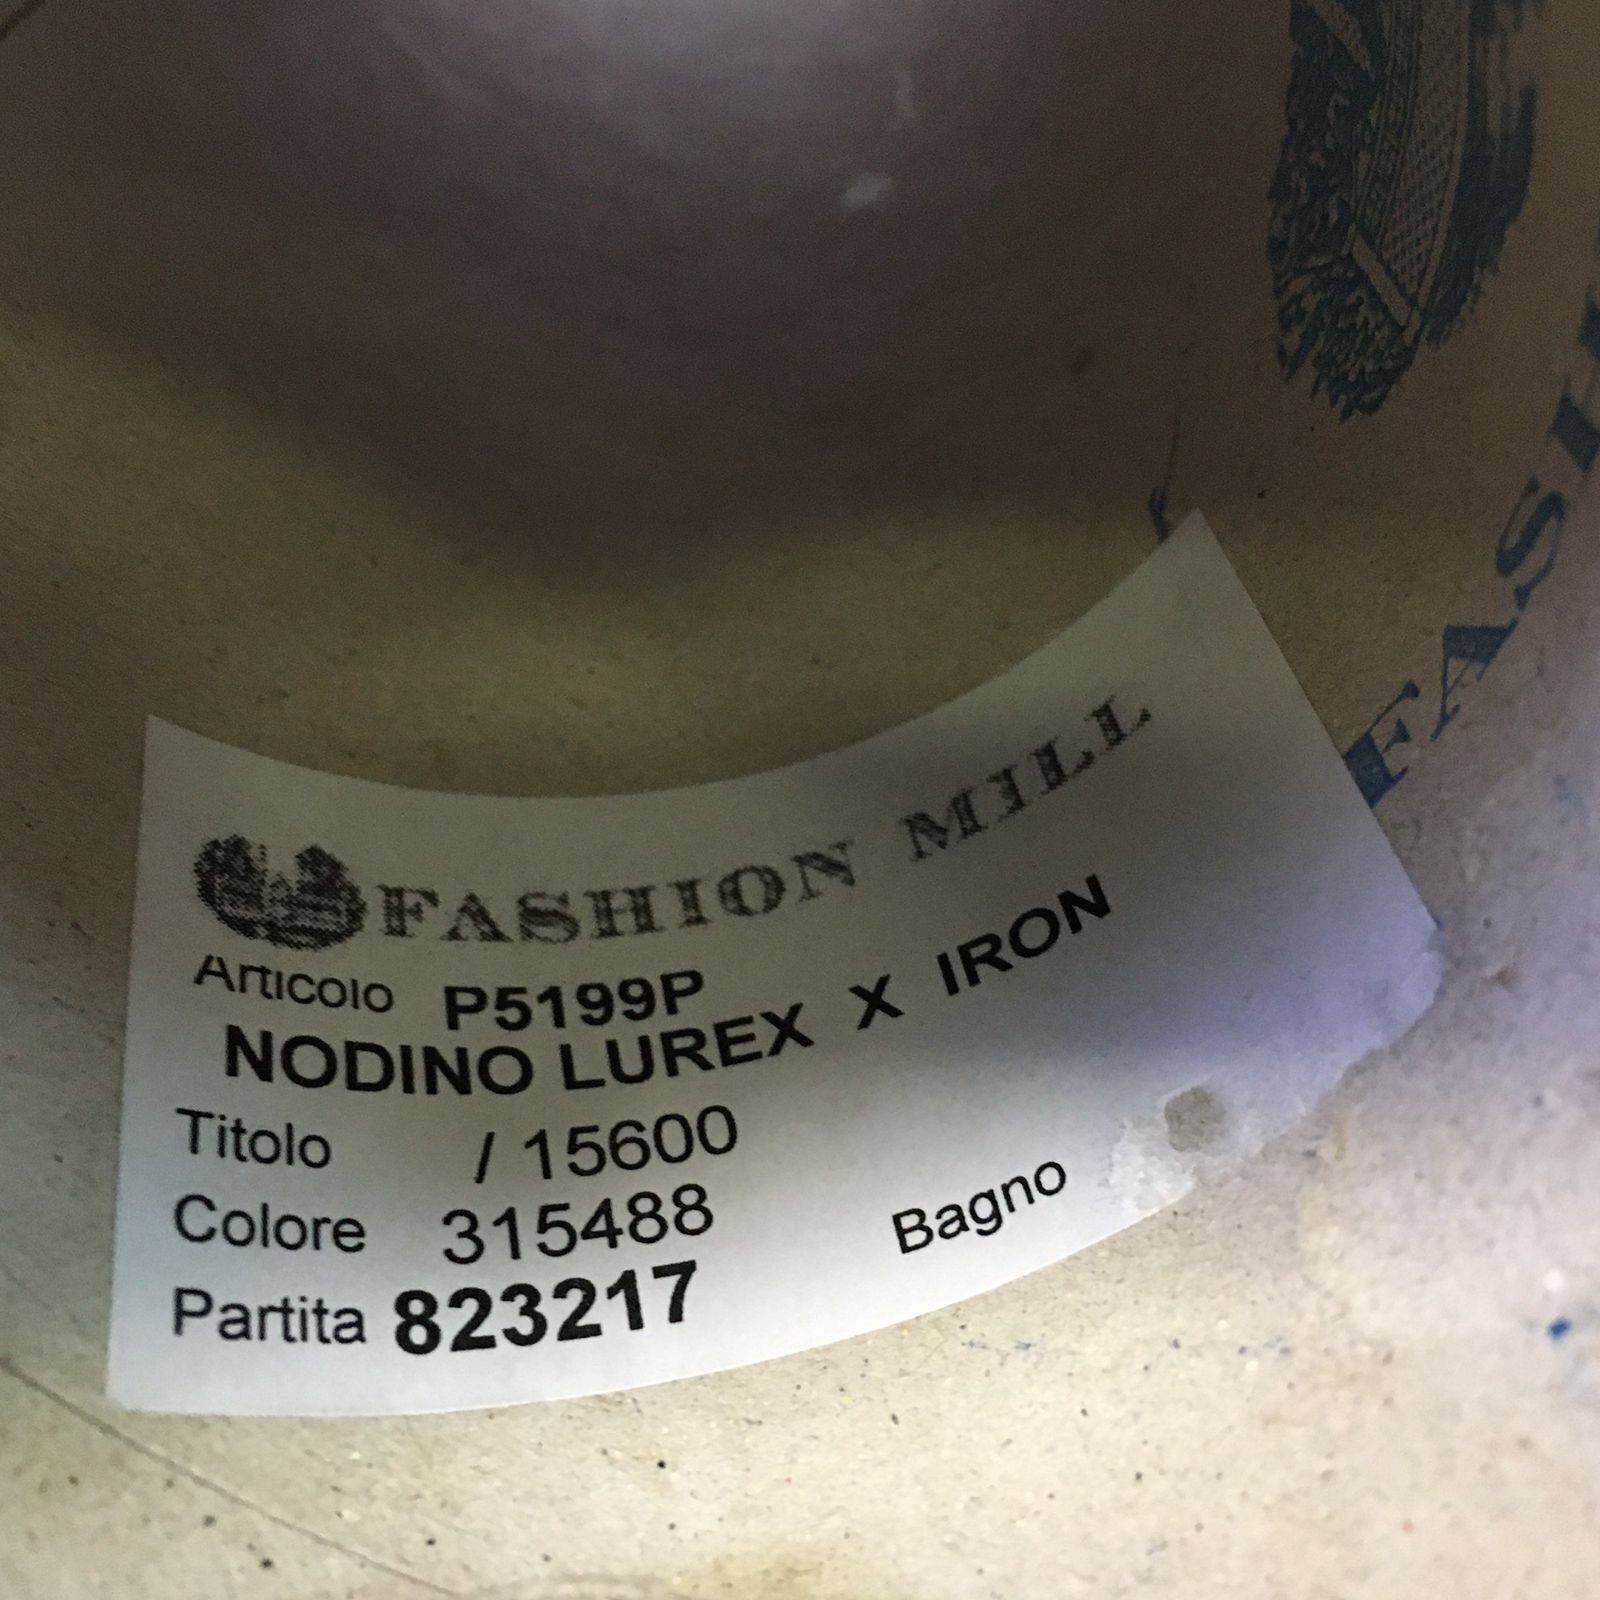 FASHION MILL
Articolo P5199P
NODINO LUREX X IRON
Titolo / 15600
Colore 315488 Bagno
Partita 823217
FASH